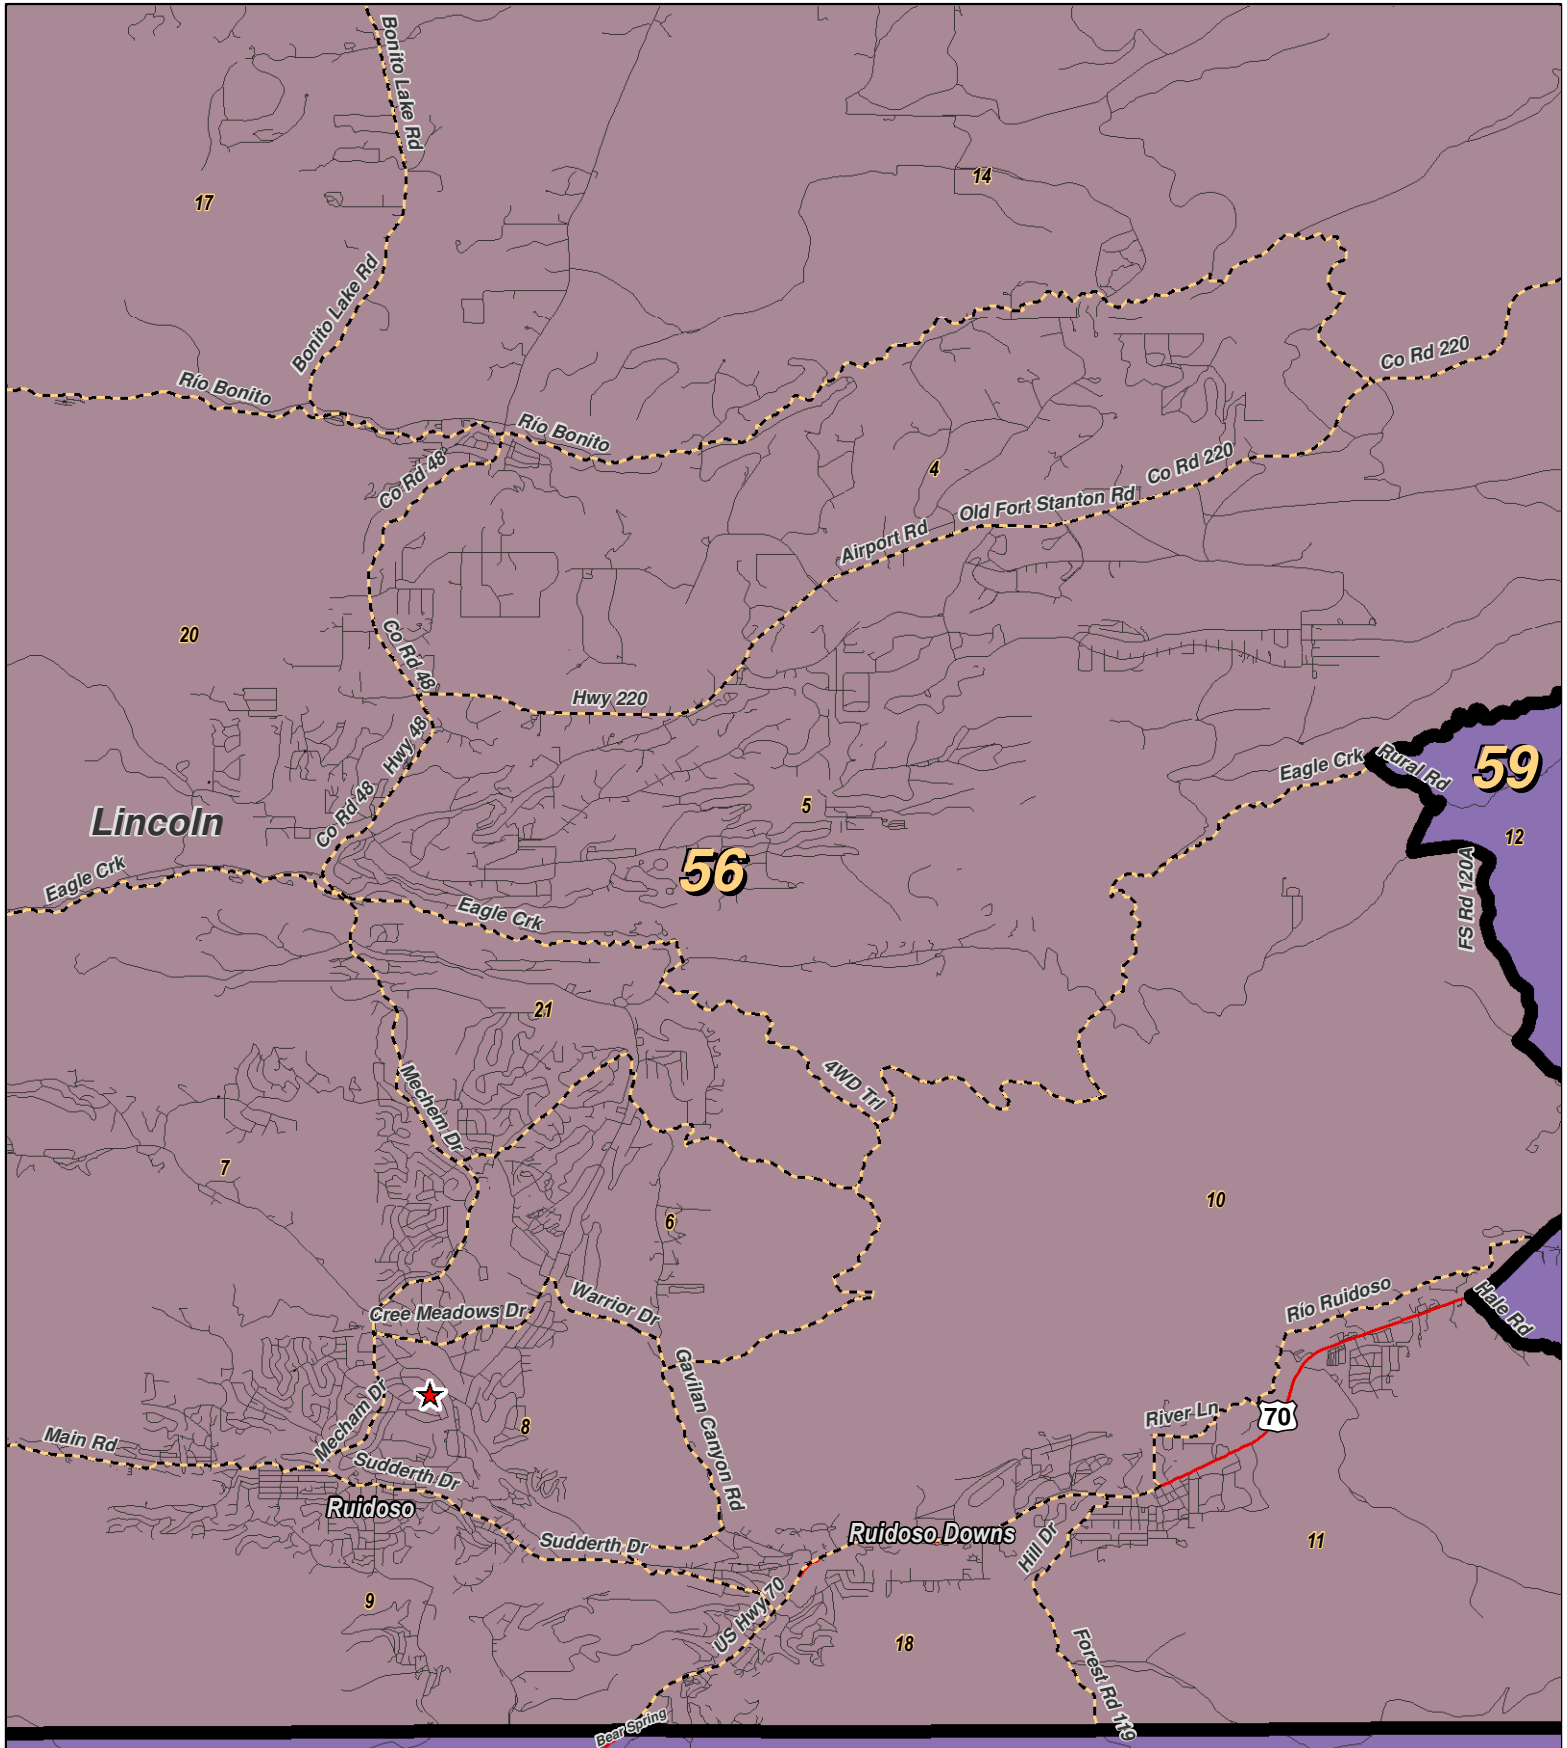 Bonito Lake Rd
14
17
Bonito Lake Rd
Co Rd 220
Río Bonito
Río Bonito
Co Rd 48
4
Co Rd 220
Old Fort Stanton Rd
Airport Rd
20
Co Rd 48
Hwy 220
Hwy 48
Eagle Crk
Rural Rd
59
12
Co Rd 48
5
Lincoln
56
Eagle Crk
Eagle Crk
FS Rd 120A
21
4WD Trl
Mechem Dr
7
10
6
Warrior Dr
Cree Meadows Dr
Río Ruidoso
Hale Rd
Gavilan Canyon Rd
Mecham Dr
8
River Ln
70
Main Rd
Sudderth Dr
Ruidoso
Ruidoso Downs
Sudderth Dr
Hill Dr
11
9
US Hwy 70
18
Forest Rd 119
Bear Spring